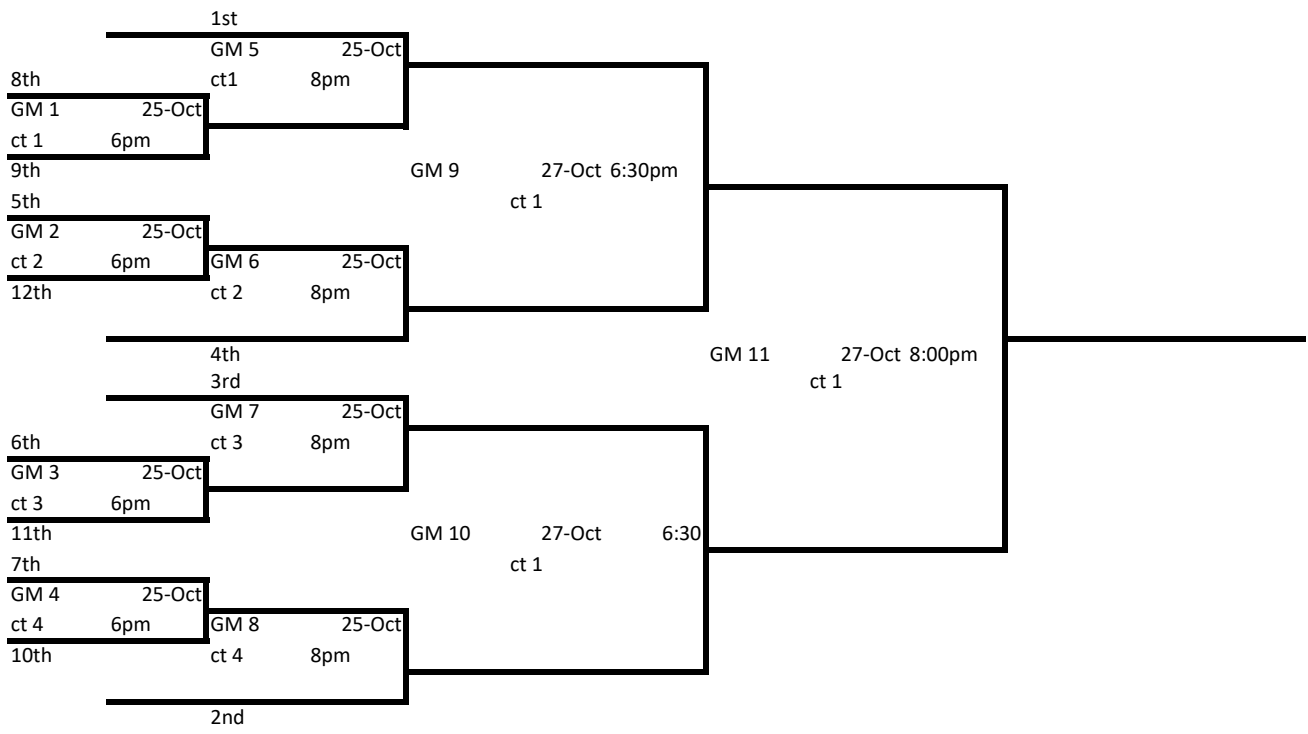 1st
GM 5 25-Oct
8th ct1 8pm
GM 1 25-Oct
ct 1 6pm
9th GM 9 27-Oct 6:30pm
5th ct 1
GM 2 25-Oct
ct 2 6pm GM 6 25-Oct
12th ct 2 8pm
4th GM 11 27-Oct 8:00pm
3rd ct 1
GM 7 25-Oct
6th ct 3 8pm
GM 3 25-Oct
ct 3 6pm
11th GM 10 27-Oct 6:30
7th ct 1
GM 4 25-Oct
ct 4 6pm GM 8 25-Oct
10th ct 4 8pm
2nd